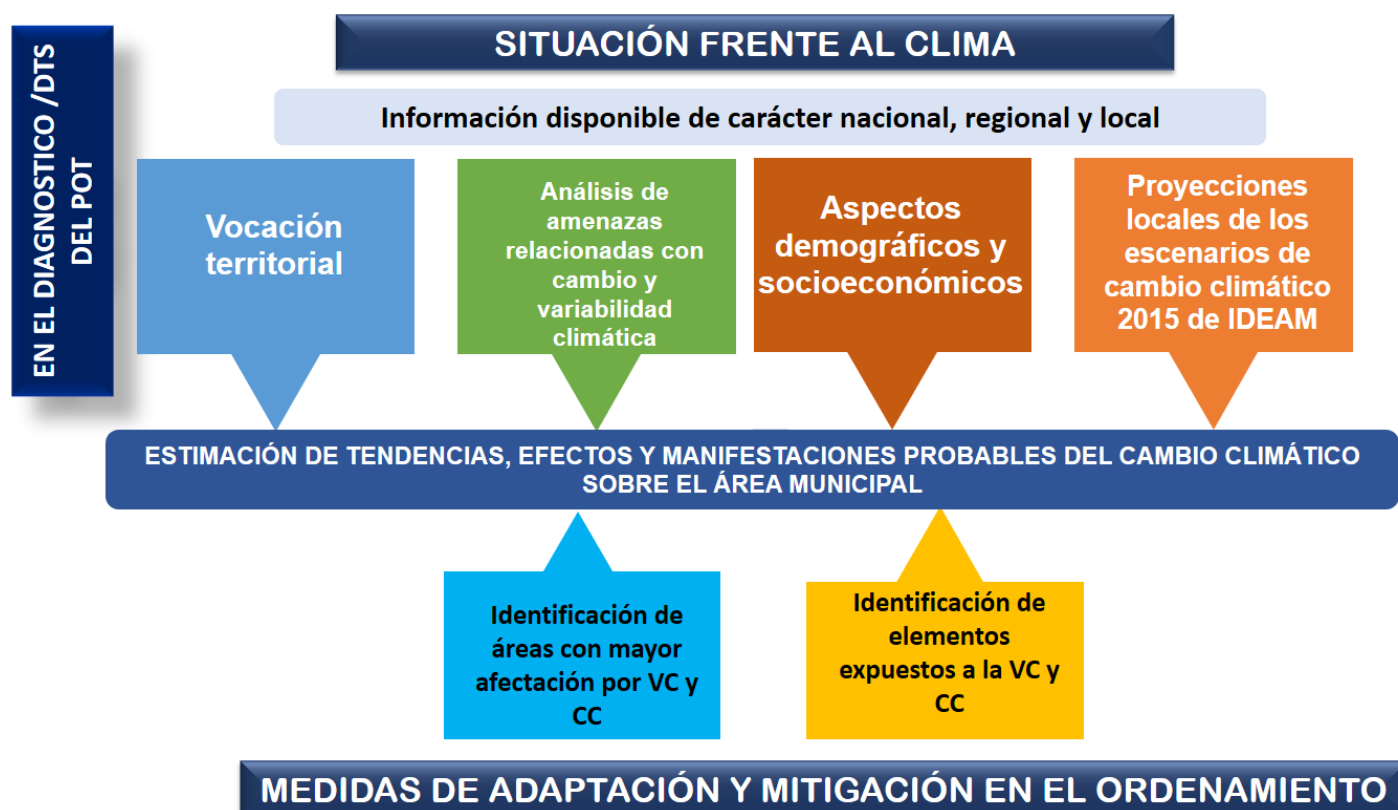 EN EL DIAGNOSTICO /DTS
DEL POT
SITUACIÓN FRENTE AL CLIMA
Información disponible de carácter nacional, regional y local
Vocación
territorial
Análisis de
amenazas
relacionadas con
cambio y
variabilidad
climática
Aspectos
demográficos y
socioeconómicos
Proyecciones
locales de los
escenarios de
cambio climático
2015 de IDEAM
ESTIMACIÓN DE TENDENCIAS, EFECTOS Y MANIFESTACIONES PROBABLES DEL CAMBIO CLIMÁTICO
SOBRE EL ÁREA MUNICIPAL
Identificación de
áreas con mayor
afectación por VC y
CC
Identificación de
elementos
expuestos a la VC y
CC
MEDIDAS DE ADAPTACIÓN Y MITIGACIÓN EN EL ORDENAMIENTO